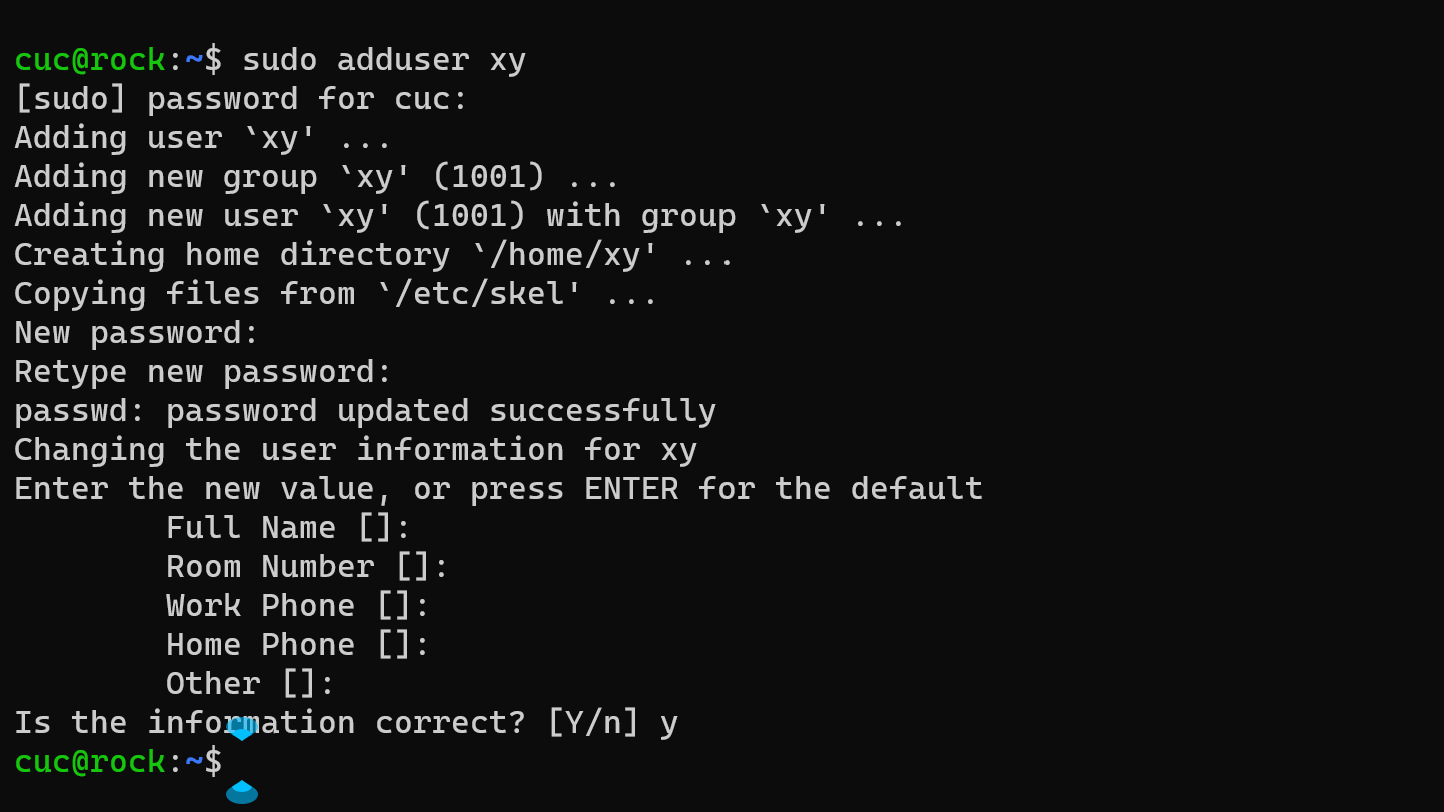 cuc@rock:~$ sudo adduser xy
[sudo] password for cuc:
Adding user `xy' ...
Adding new group `xy' (1001) ...
Adding new user `xy' (1001) with group `xy' ...
Creating home directory `/home/xy' ...
Copying files from `/etc/skel' ...
New password:
Retype new password:
passwd: password updated successfully
Changing the user information for xy
Enter the new value, or press ENTER for the default
        Full Name []:
        Room Number []:
        Work Phone []:
        Home Phone []:
        Other []:
Is the information correct? [Y/n] y
cuc@rock:~$